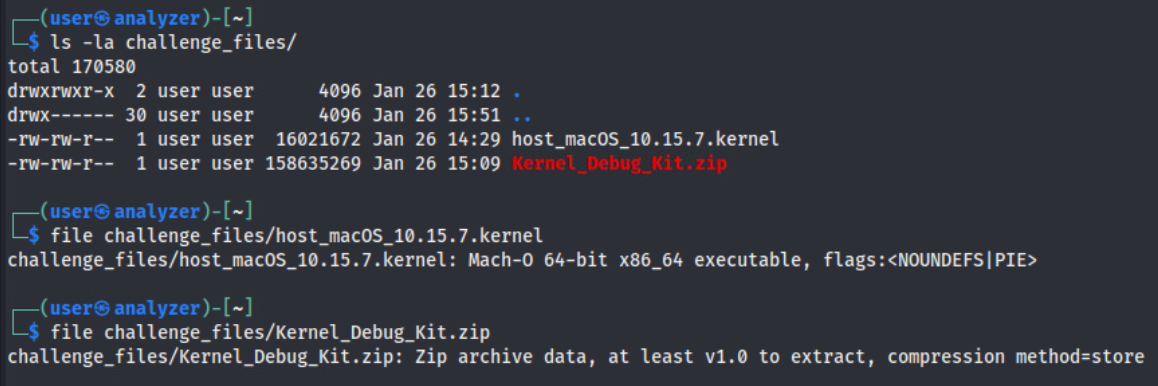 ┌──(user㉿analyzer)-[~]
└─$ ls -la challenge_files/
total 170580
drwxrwxr-x  2 user user      4096 Jan 26 15:12 .
drwx------ 30 user user      4096 Jan 26 15:51 ..
-rw-rw-r--  1 user user  16021672 Jan 26 14:29 host_macOS_10.15.7.kernel
-rw-rw-r--  1 user user 158635269 Jan 26 15:09 Kernel_Debug_Kit.zip
┌──(user㉿analyzer)-[~]
└─$ file challenge_files/host_macOS_10.15.7.kernel
challenge_files/host_macOS_10.15.7.kernel: Mach-O 64-bit x86_64 executable, flags:<NOUNDEFS|PIE>
┌──(user㉿analyzer)-[~]
└─$ file challenge_files/Kernel_Debug_Kit.zip
challenge_files/Kernel_Debug_Kit.zip: Zip archive data, at least v1.0 to extract, compression method=store